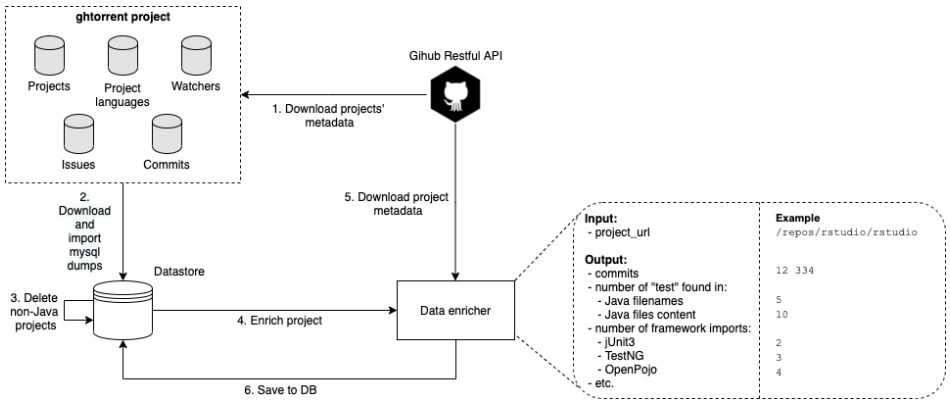 ghtorrent project
Projects
Project
languages
Watchers
Issues
Commits
Gihub Restful API
1. Download projects'
metadata
2.
Download
and
import
mysql
dumps
5. Download project
metadata
Datastore
3. Delete
non-Java
projects
4. Enrich project
Data enricher
6. Save to DB
Input:
- project_url
Output:
- commits
- number of "test" found in:
- Java filenames
- Java files content
- number of framework imports:
- jUnit3
- TestNG
- OpenPojo
- etc.
Example
/repos/rstudio/rstudio
12 334
5
10
2
3
4